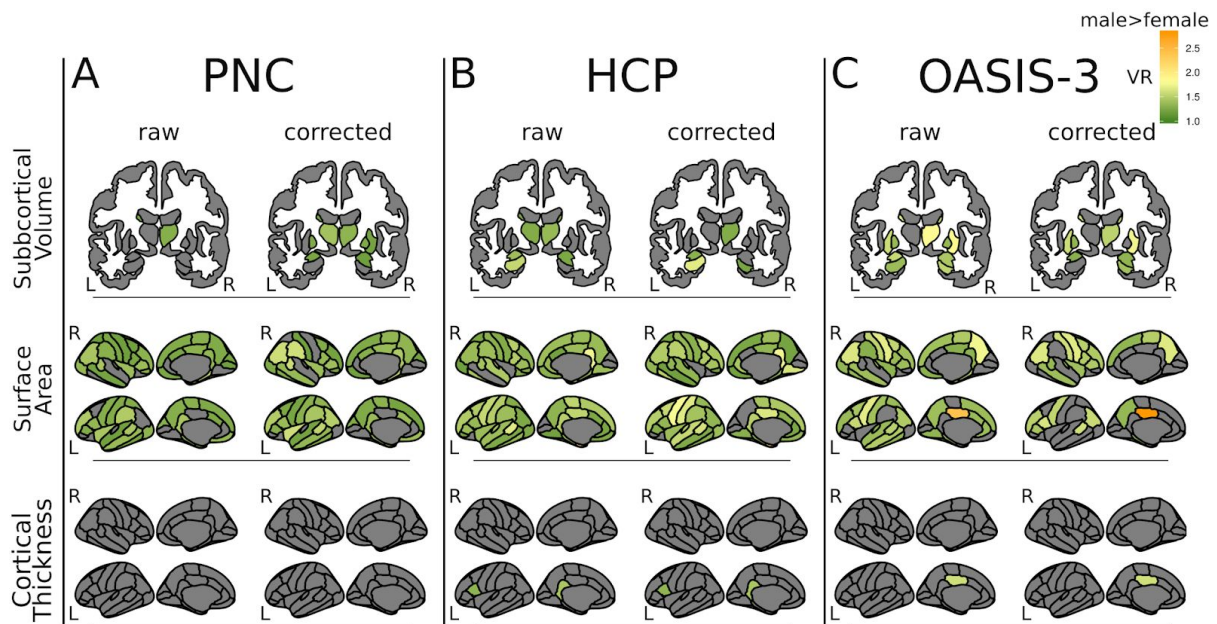 male>female
VR
2.5
2.0
1.5
1.0
A PNC
B HCP
C OASIS-3
raw corrected raw corrected raw corrected
Subcortical
Volume
L R L R L R
R R R R R R
Surface
Area
L L L L L L
R R R R R R
Cortical
Thickness
L L L L L L